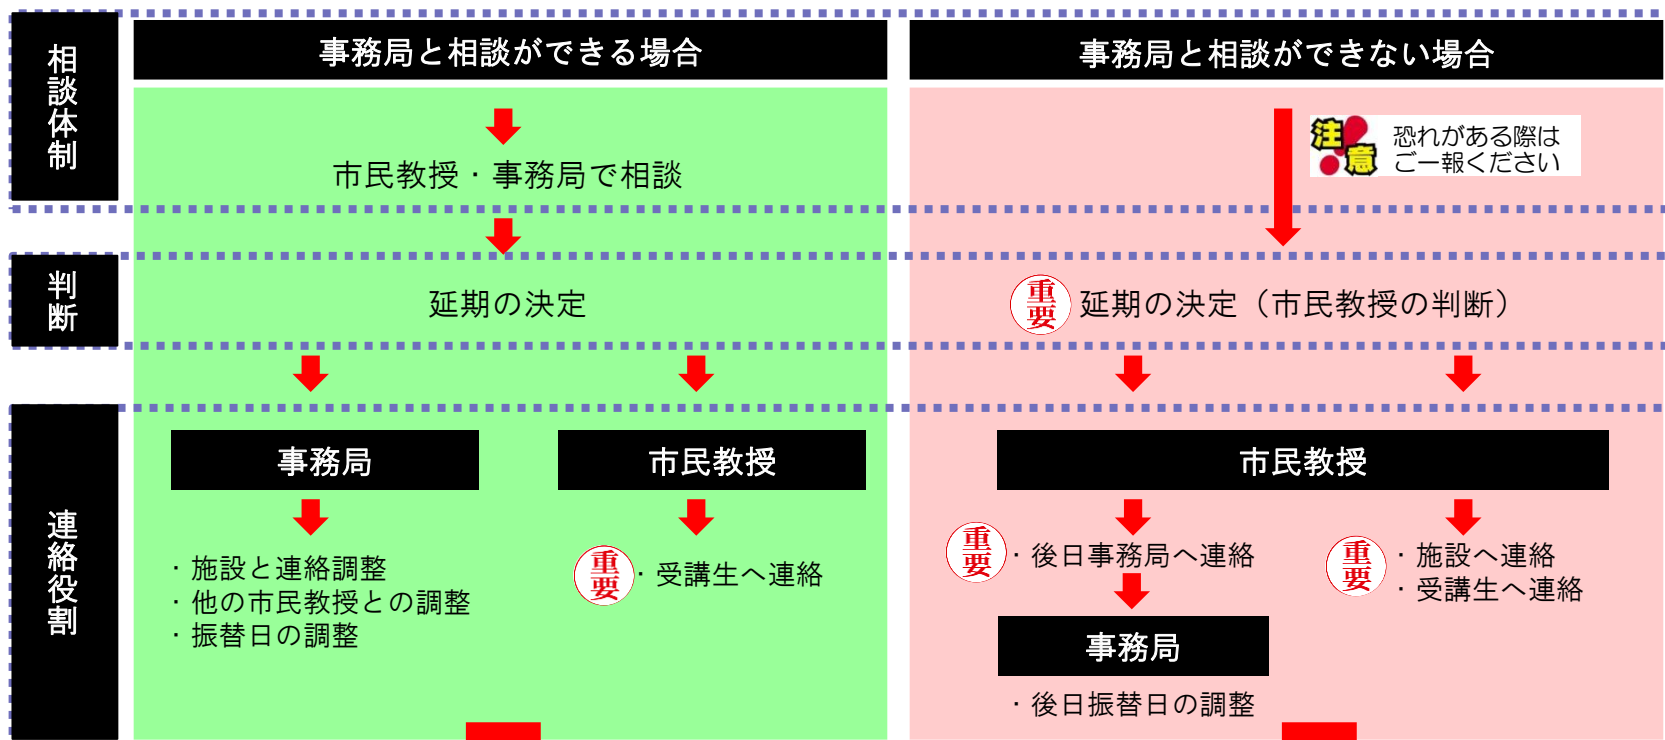 相談体制
事務局と相談ができる場合
事務局と相談ができない場合
市民教授・事務局で相談
注意
恐れがある際は
ご一報ください
判断
延期の決定
重要
延期の決定（市民教授の判断）
連絡役割
事務局
・施設と連絡調整
・他の市民教授との調整
・振替日の調整
市民教授
重要
・受講生へ連絡
市民教授
重要
・後日事務局へ連絡
事務局
・後日振替日の調整
重要
・施設へ連絡
・受講生へ連絡